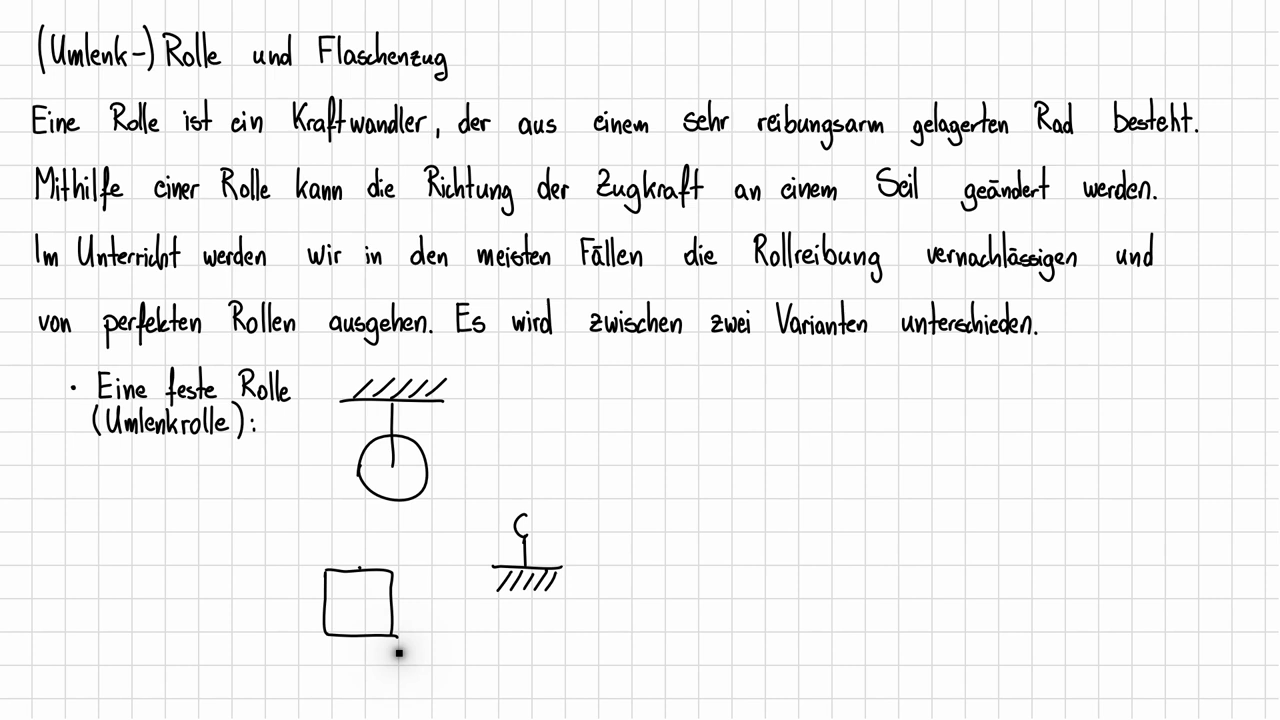 (Umlenk-) Rolle und Flaschenzug
Eine Rolle ist ein Kraftwandler, der aus einem sehr reibungsarm gelagerten Rad besteht.
Mithilfe einer Rolle kann die Richtung der Zugkraft an einem Seil geändert werden.
Im Unterricht werden wir in den meisten Fällen die Rollreibung vernachlässigen und
von perfekten Rollen ausgehen. Es wird zwischen zwei Varianten unterschieden.
· Eine feste Rolle
(Umlenkrolle):